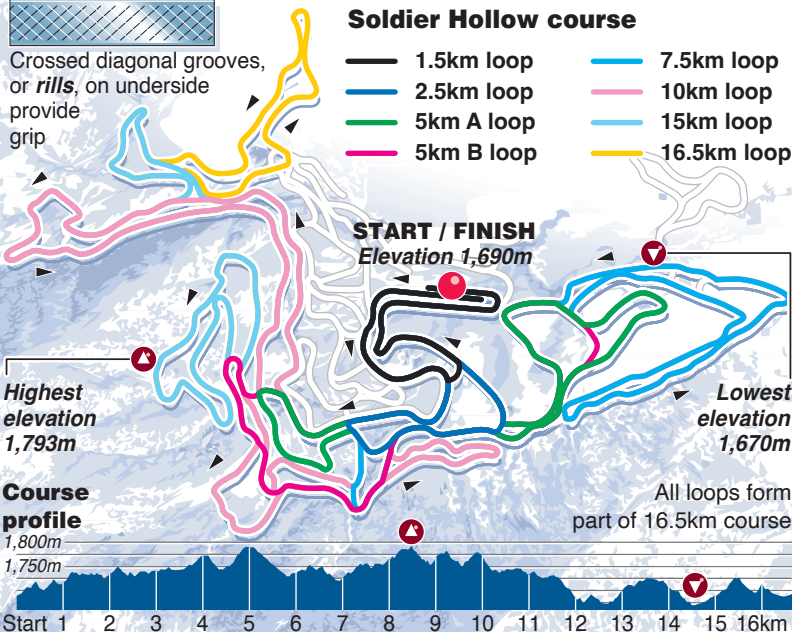 Soldier Hollow course
Crossed diagonal grooves,
or rills, on underside
provide
grip
1.5km loop
2.5km loop
5km A loop
5km B loop
7.5km loop
10km loop
15km loop
16.5km loop
START / FINISH
Elevation 1,690m
Highest
elevation
1,793m
Lowest
elevation
1,670m
Course
profile
All loops form
part of 16.5km course
1,800m
1,750m
Start 1 2 3 4 5 6 7 8 9 10 11 12 13 14 15 16km